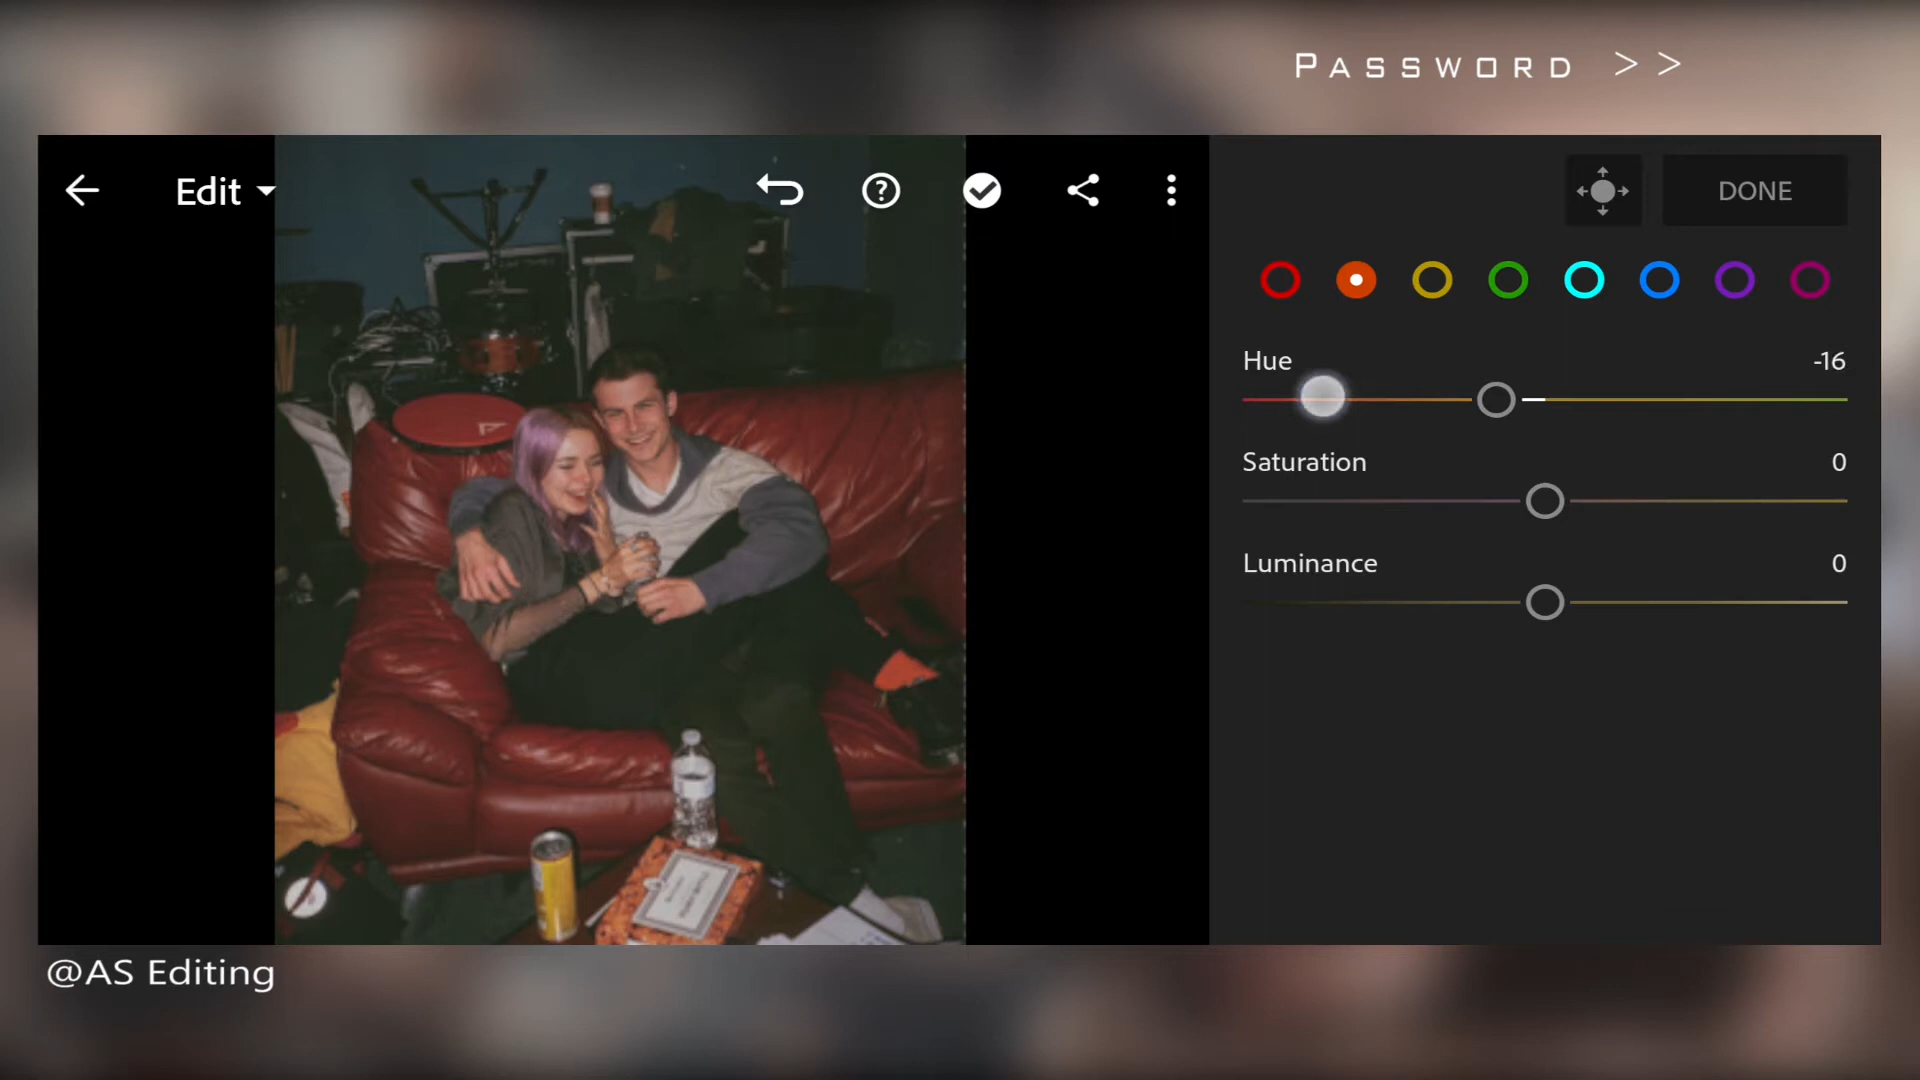 PASSWORD >>
Edit
DONE
Hue -16
Saturation 0
Luminance 0
@AS Editing